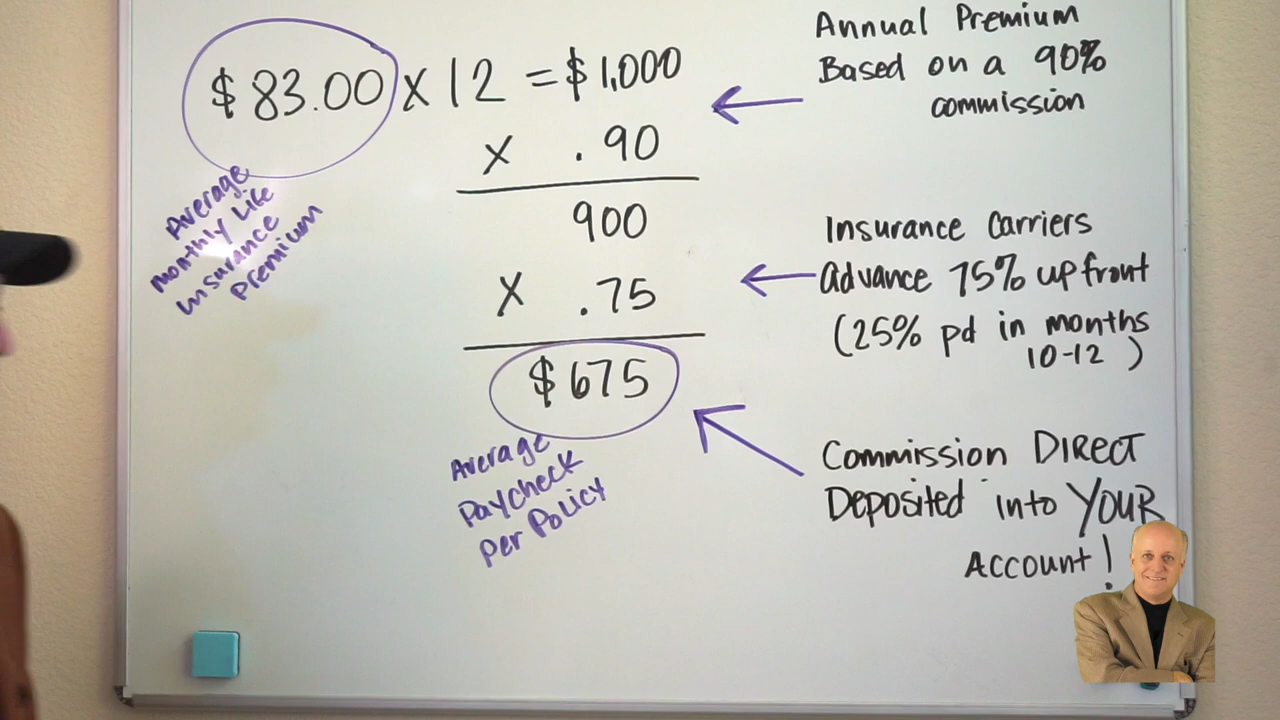 $83.00 x 12 = $1,000
x .90
900
x .75
$675
Average
monthly Life
Insurance
Premium
Average
Paycheck
per Policy
Annual Premium
Based on a 90%
commission
Insurance Carriers
Advance 75% up front
(25% pd in months
10-12 )
Commission DIRECT
Deposited into YOUR
Account!